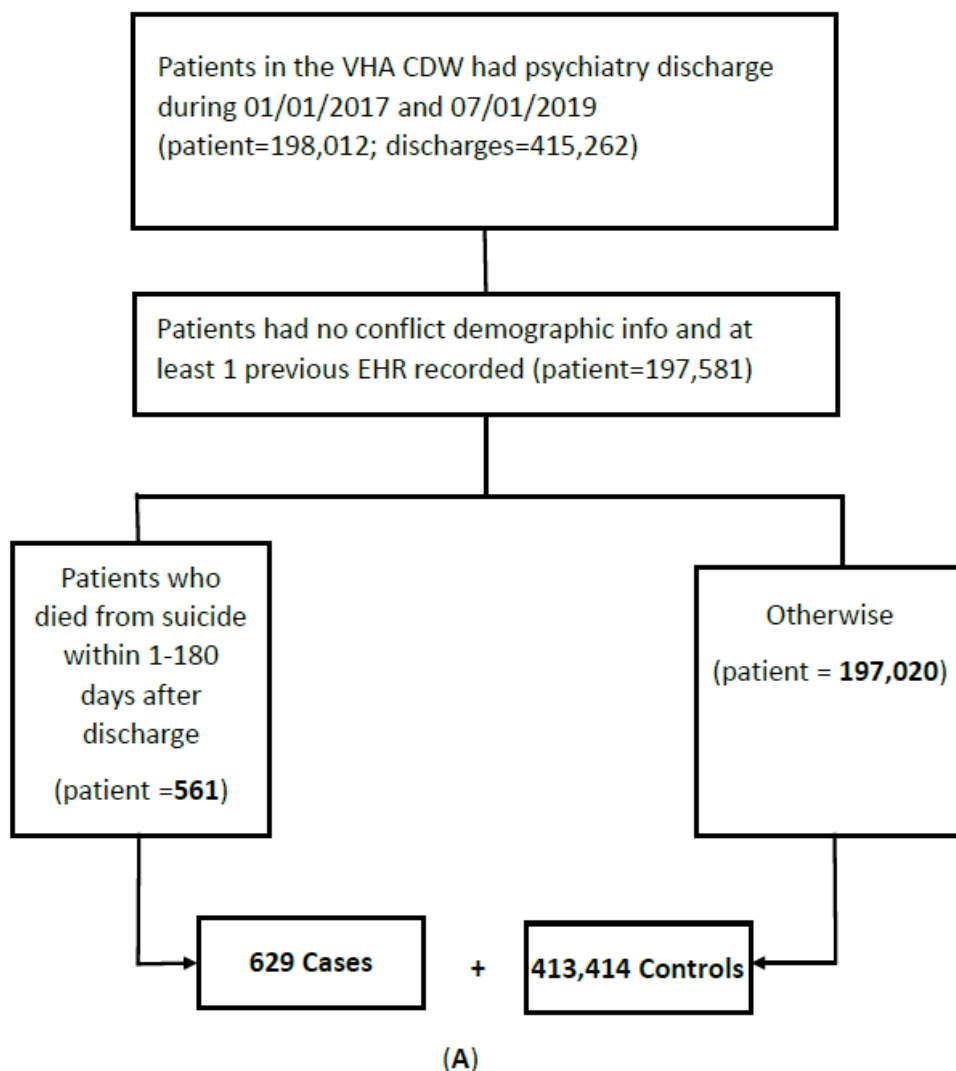 Patients in the VHA CDW had psychiatry discharge
during 01/01/2017 and 07/01/2019
(patient=198,012; discharges=415,262)
Patients had no conflict demographic info and at
least 1 previous EHR recorded (patient=197,581)
Patients who
died from suicide
within 1-180
days after
discharge
(patient =561)
Otherwise
(patient = 197,020)
629 Cases
+
413,414 Controls
(A)